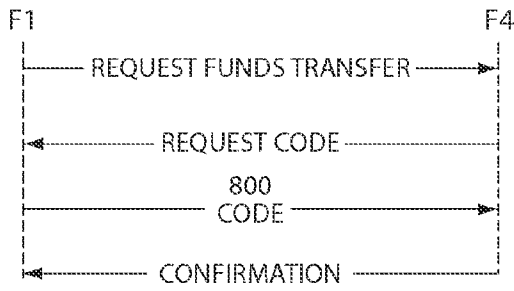 F1 F4
REQUEST FUNDS TRANSFER
REQUEST CODE
800
CODE
CONFIRMATION